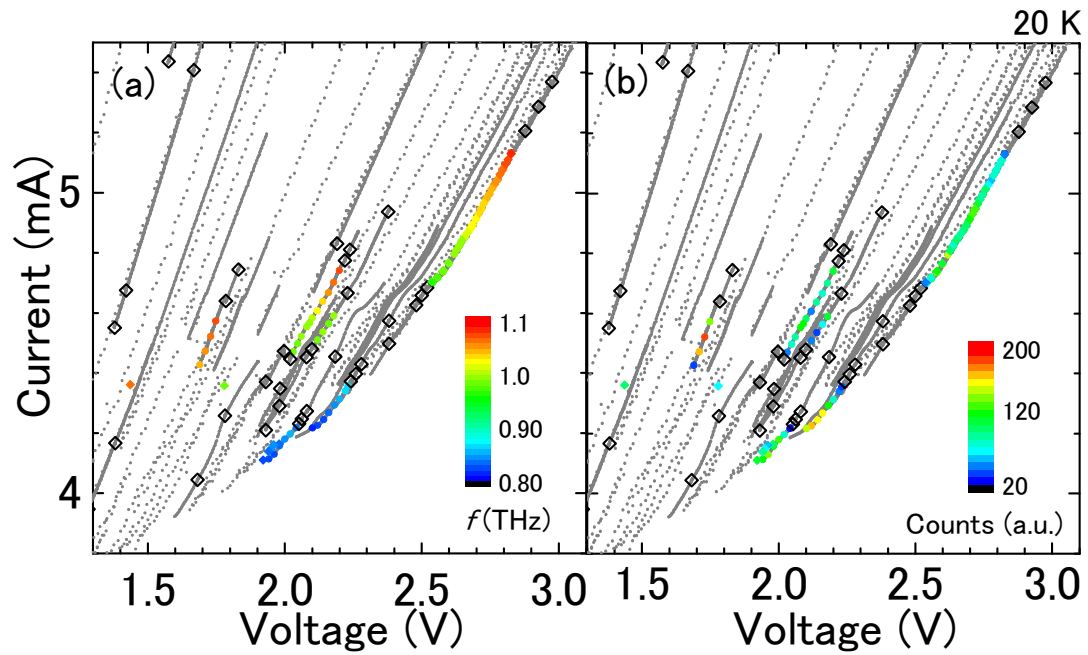 20 K
(a)
(b)
Current (mA)
5
4
1.1
1.0
0.90
0.80
f (THz)
200
120
20
Counts (a.u.)
1.5 2.0 2.5 3.0
1.5 2.0 2.5 3.0
Voltage (V)
Voltage (V)